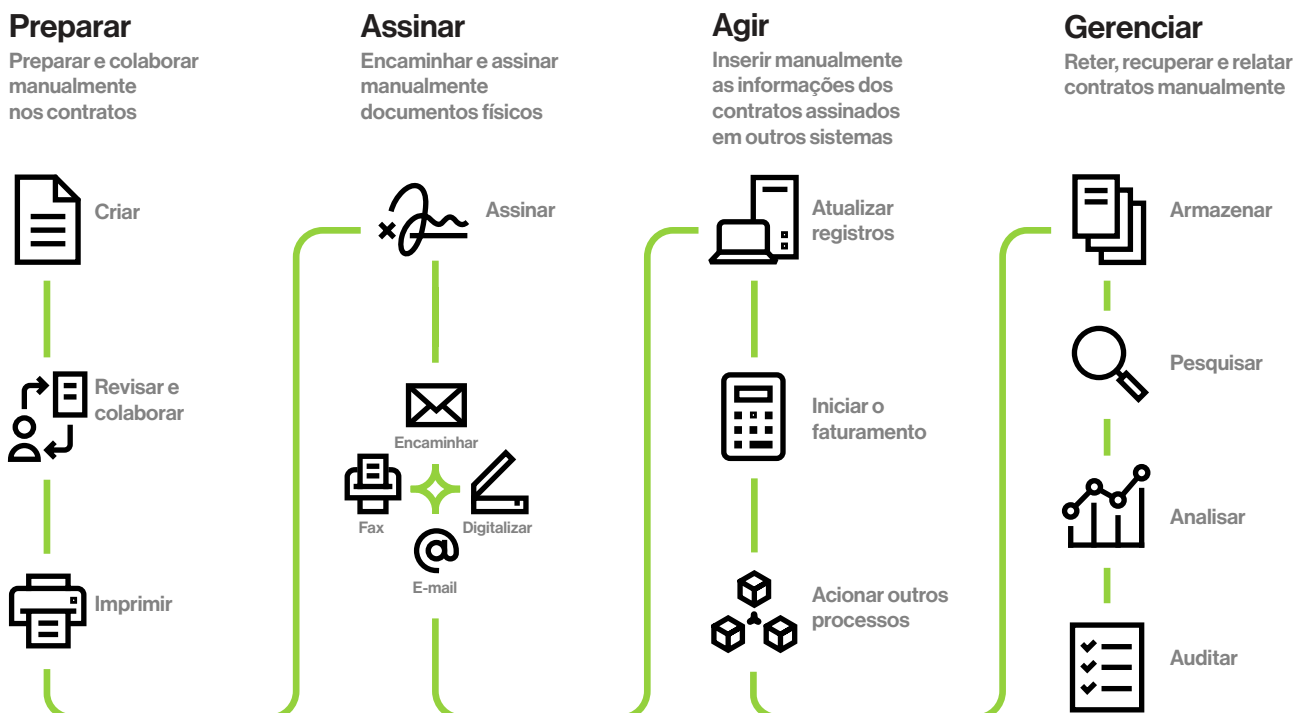 Preparar
Preparar e colaborar
manualmente
nos contratos
Criar
Revisar e
colaborar
Imprimir
Assinar
Encaminhar e assinar
manualmente
documentos físicos
Assinar
Encaminhar
Fax
Digitalizar
E-mail
Agir
Inserir manualmente
as informações dos
contratos assinados
em outros sistemas
Atualizar
registros
Iniciar o
faturamento
Acionar outros
processos
Gerenciar
Reter, recuperar e relatar
contratos manualmente
Armazenar
Pesquisar
Analisar
Auditar